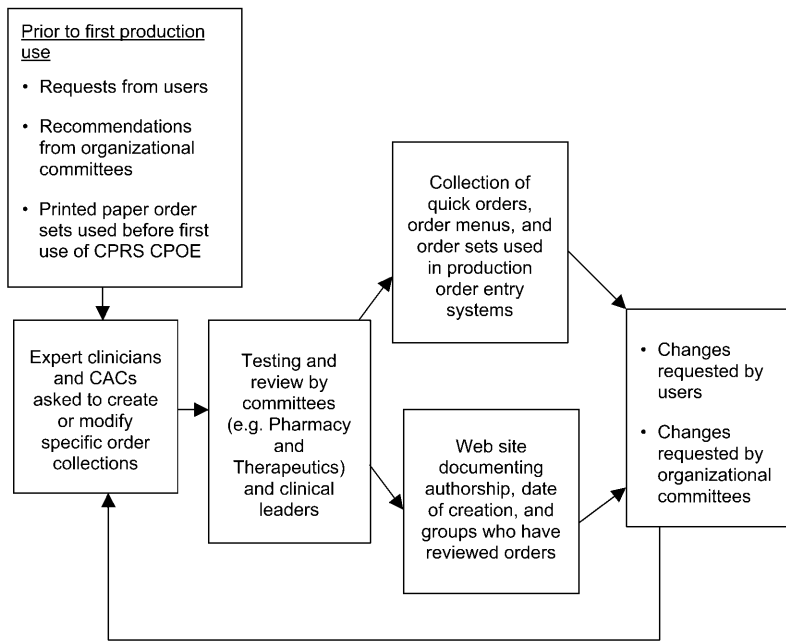 Prior to first production
use
• Requests from users
• Recommendations
from organizational
committees
• Printed paper order
sets used before first
use of CPRS CPOE
Expert clinicians
and CACs
asked to create
or modify
specific order
collections
Testing and
review by
committees
(e.g. Pharmacy
and
Therapeutics)
and clinical
leaders
Collection of
quick orders,
order menus, and
order sets used
in production
order entry
systems
Web site
documenting
authorship, date
of creation, and
groups who have
reviewed orders
• Changes
requested by
users
• Changes
requested by
organizational
committees